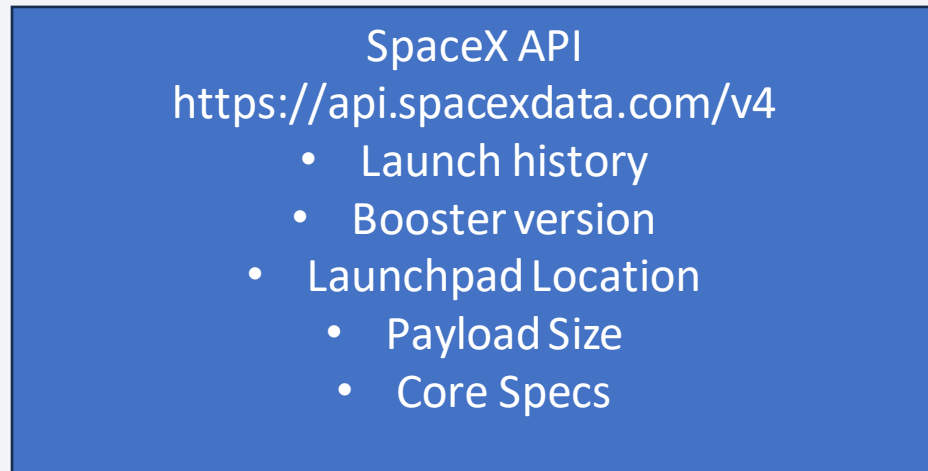 SpaceX API
https://api.spacexdata.com/v4
• Launch history
• Booster version
• Launchpad Location
• Payload Size
• Core Specs